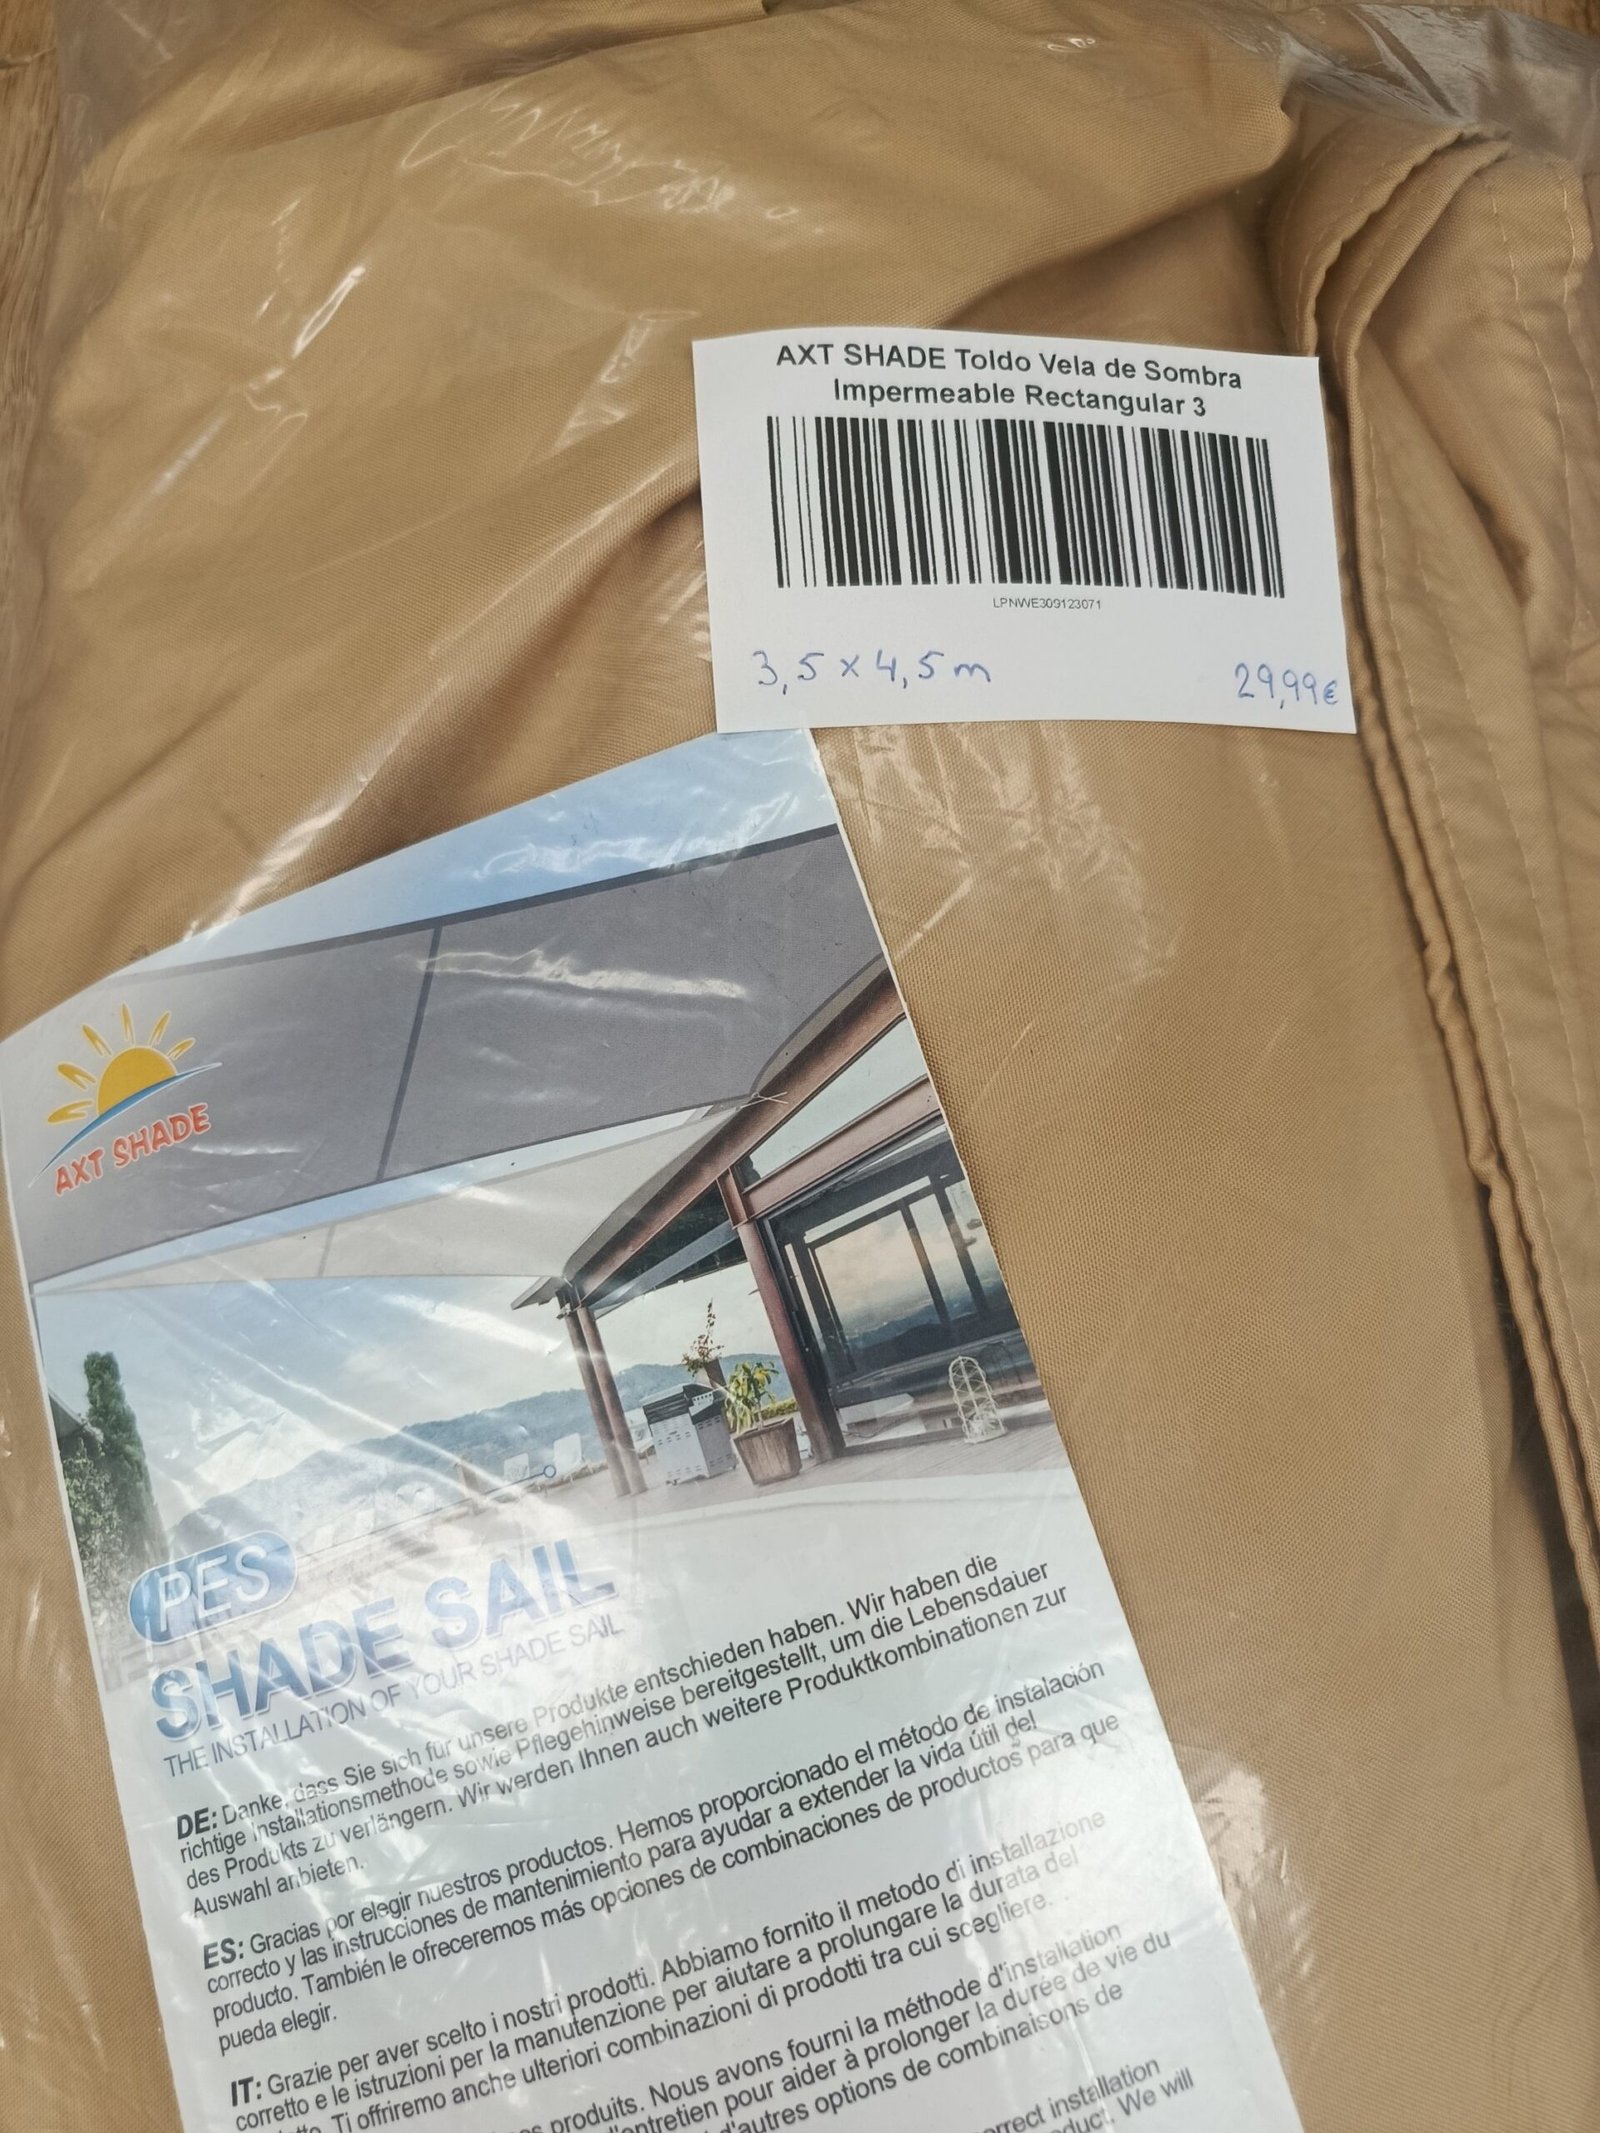 AXT SHADE Toldo Vela de Sombra
Impermeable Rectangular 3
LPNWE309123071
3,5 x 4,5 m
29,99€
AXT SHADE
PES
SHADE SAIL
THE INSTALLATION OF YOUR SHADE SAIL
DE: Danke, dass Sie sich für unsere Produkte entschieden haben. Wir haben die
richtige Installationsmethode sowie Pflegehinweise bereitgestellt, um die Lebensdauer
des Produkts zu verlängern. Wir werden Ihnen auch weitere Produktkombinationen zur
Auswahl anbieten.
ES: Gracias por elegir nuestros productos. Hemos proporcionado el método de instalación
correcto y las instrucciones de mantenimiento para ayudar a extender la vida útil del
producto. También le ofreceremos más opciones de combinaciones de productos para que
pueda elegir.
IT: Grazie per aver scelto i nostri prodotti. Abbiamo fornito il metodo di installazione
corretto e le istruzioni per la manutenzione per aiutare a prolungare la durata del
Ti offriremo anche ulteriori combinazioni di prodotti tra cui scegliere.
produits. Nous avons fourni la méthode d'installation
d'entretien pour aider à prolonger la durée de vie du
d'autres options de combinaisons de
installation
We will